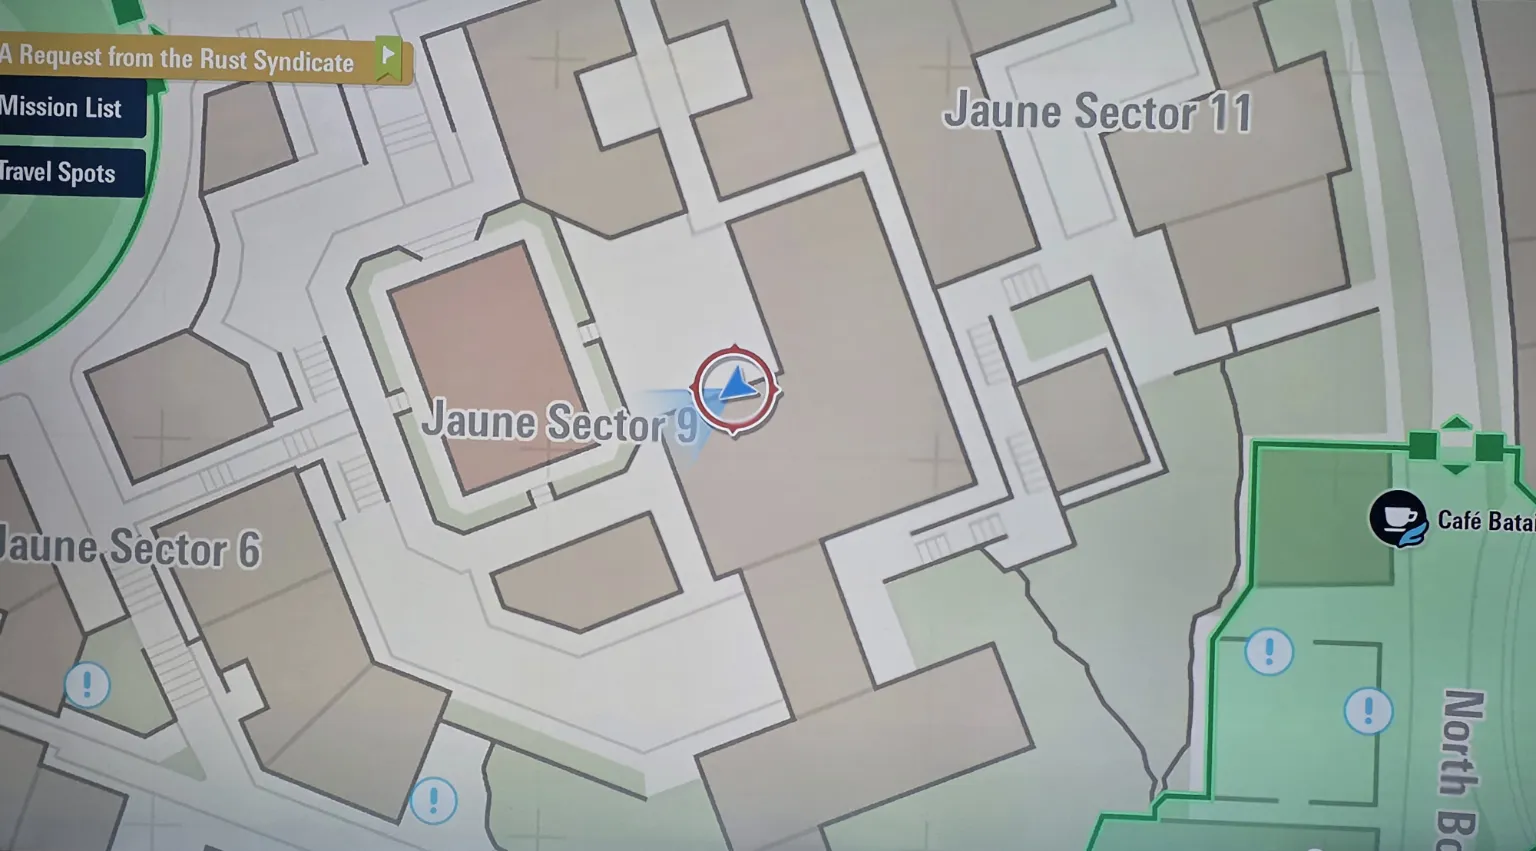 A Request from the Rust Syndicate
Mission List
Travel Spots
Jaune Sector 11
Jaune Sector 9
Café
Jaune Sector 6
North